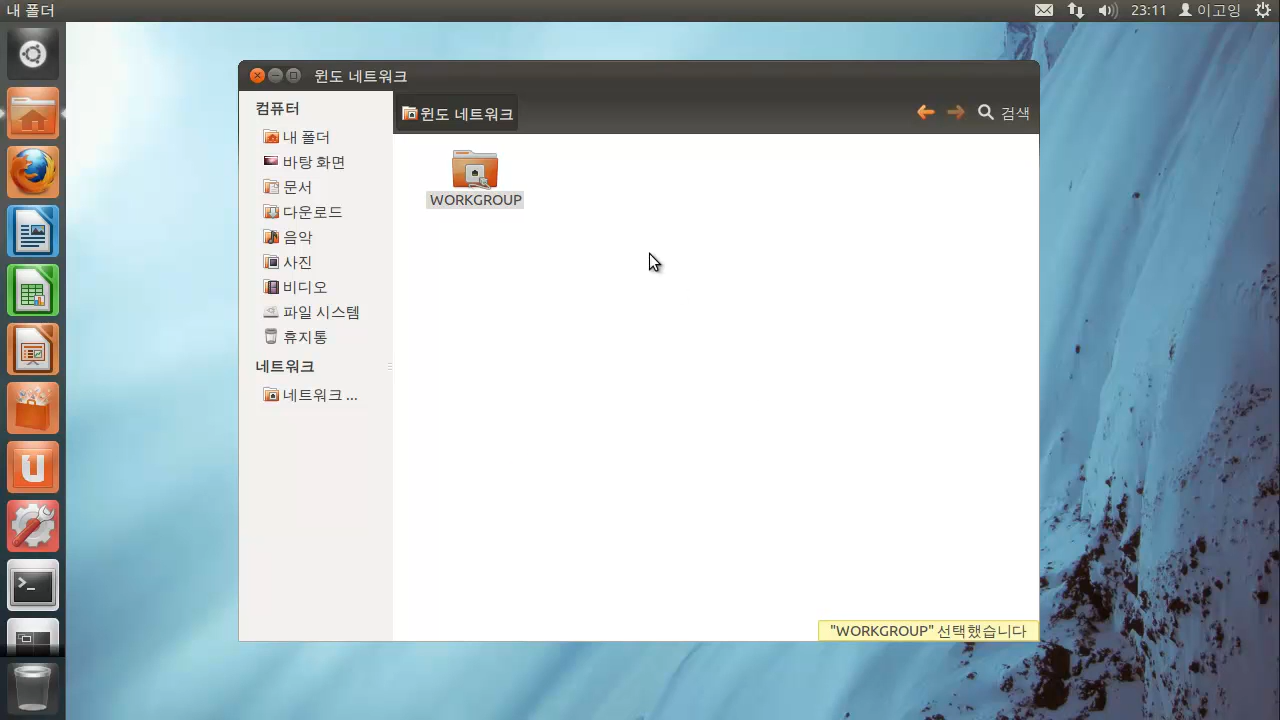 내 폴더
23:11 이고잉
윈도 네트워크
컴퓨터
윈도 네트워크
검색
내 폴더
바탕 화면
문서
다운로드
음악
사진
비디오
파일 시스템
휴지통
네트워크
네트워크 ...
WORKGROUP
"WORKGROUP" 선택했습니다